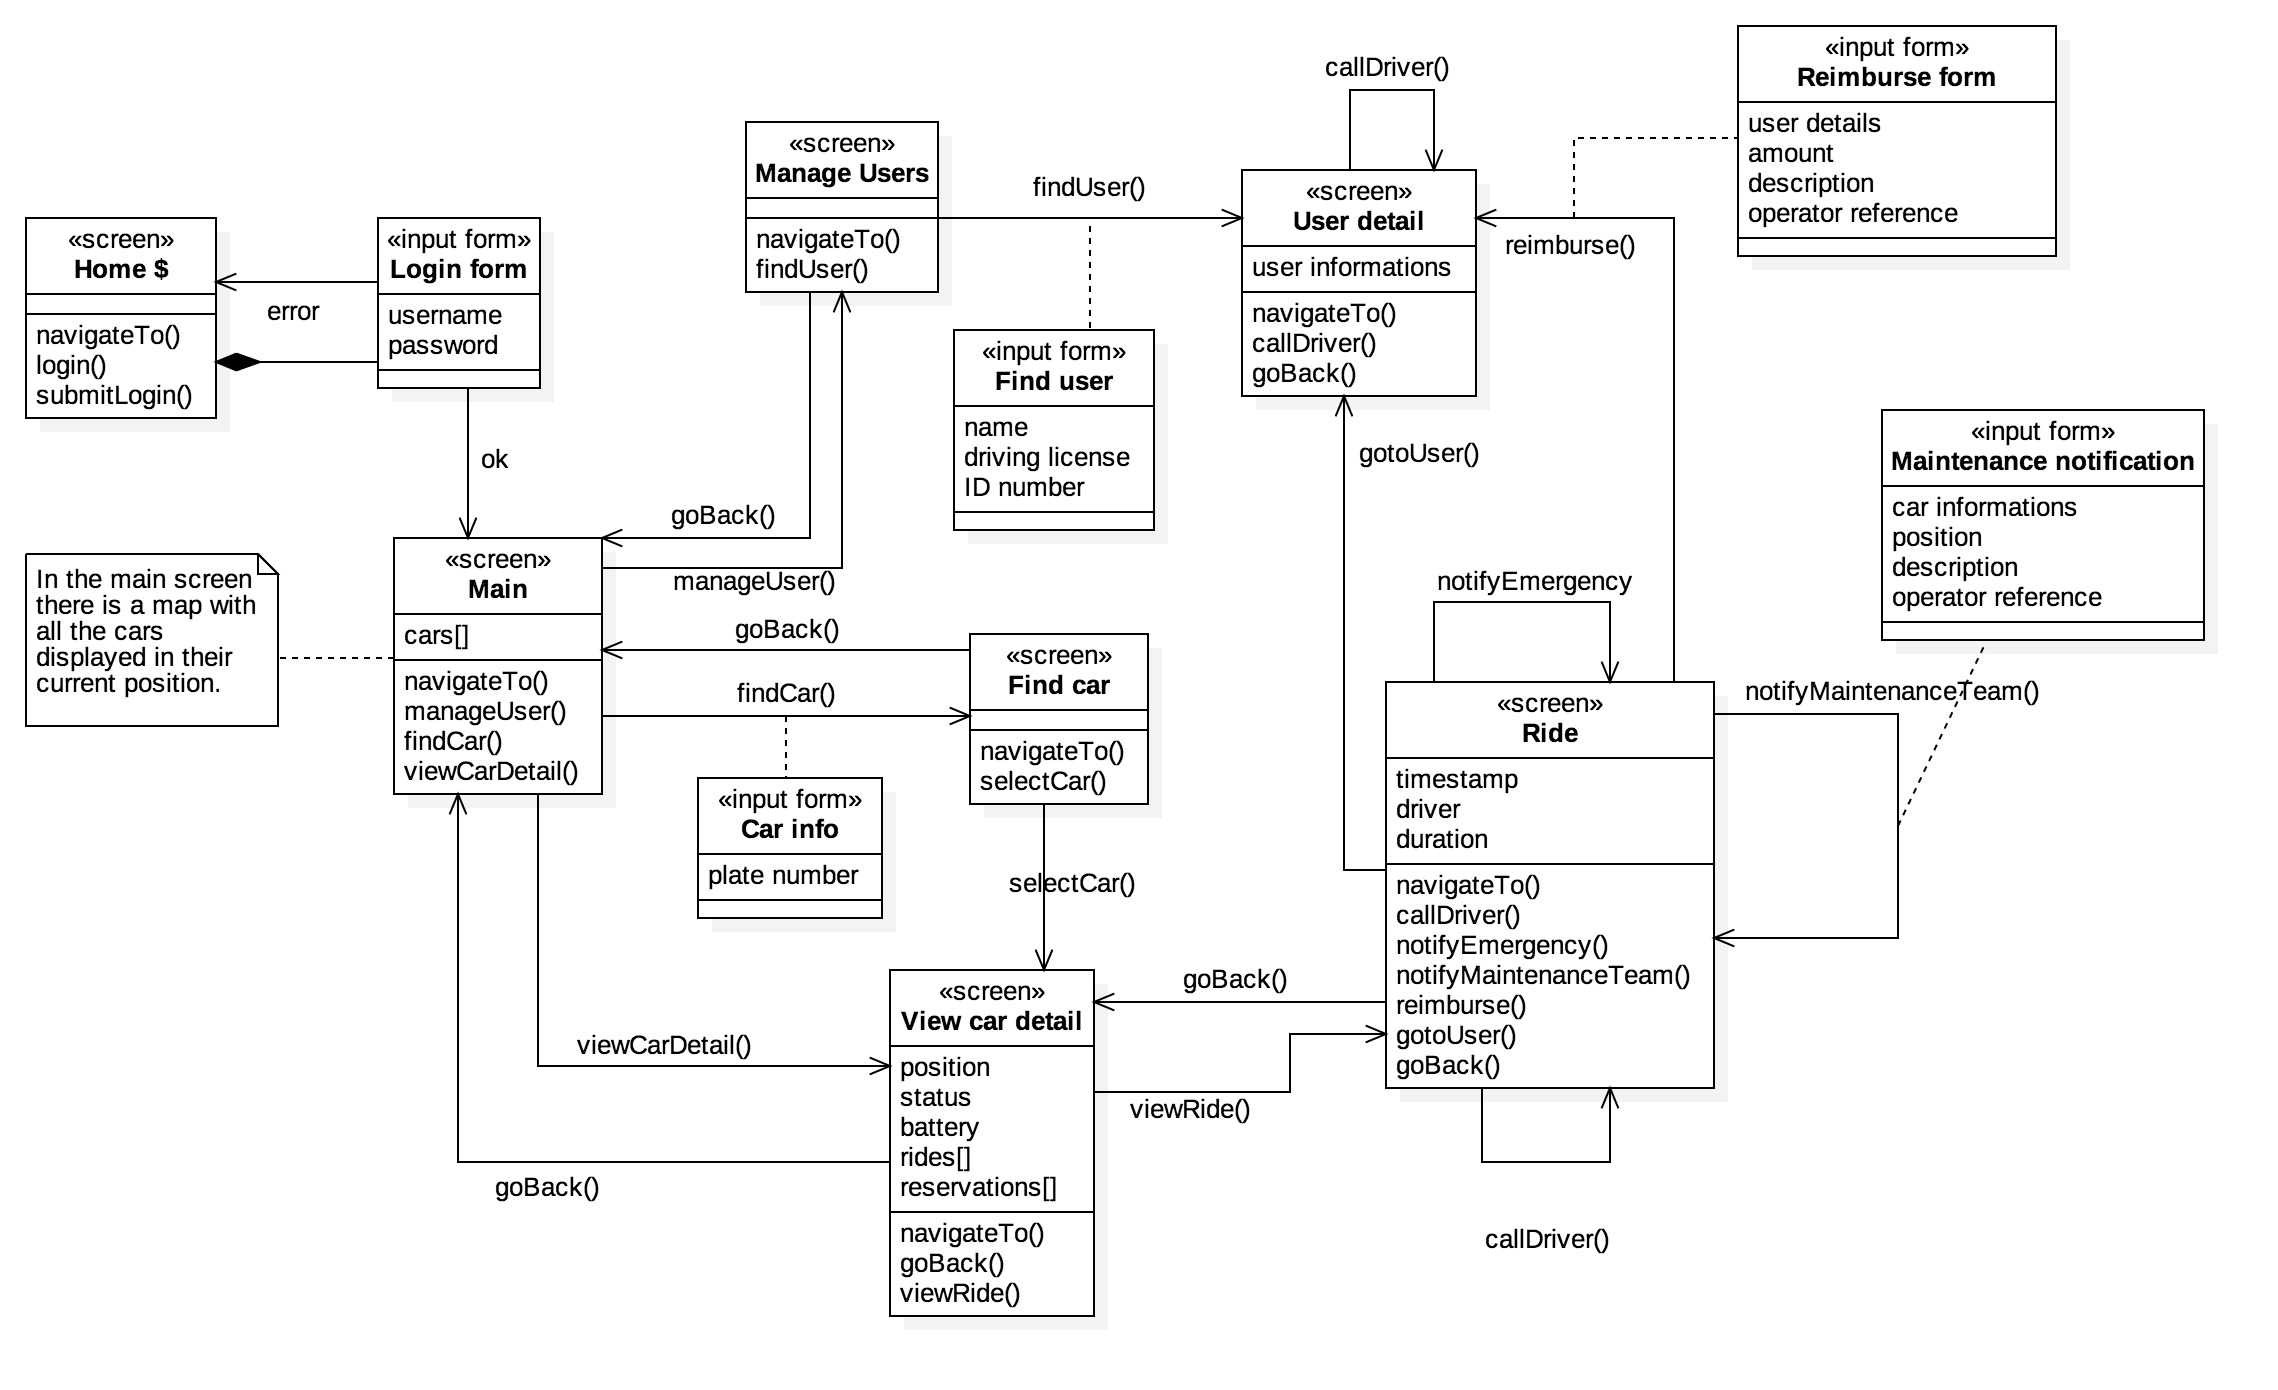 «screen»
Home $
navigateTo()
login()
submitLogin()
error
«input form»
Login form
username
password
ok
In the main screen
there is a map with
all the cars
displayed in their
current position.
«screen»
Main
cars[]
navigateTo()
manageUser()
findCar()
viewCarDetail()
«screen»
Manage Users
navigateTo()
findUser()
goBack()
manageUser()
findUser()
«input form»
Find user
name
driving license
ID number
goBack()
findCar()
«input form»
Car info
plate number
«screen»
Find car
navigateTo()
selectCar()
selectCar()
viewCarDetail()
goBack()
«screen»
View car detail
position
status
battery
rides[]
reservations[]
navigateTo()
goBack()
viewRide()
goBack()
viewRide()
callDriver()
«screen»
User detail
user informations
navigateTo()
callDriver()
goBack()
reimburse()
«input form»
Reimburse form
user details
amount
description
operator reference
gotoUser()
notifyEmergency
«screen»
Ride
timestamp
driver
duration
navigateTo()
callDriver()
notifyEmergency()
notifyMaintenanceTeam()
reimburse()
gotoUser()
goBack()
callDriver()
notifyMaintenanceTeam()
«input form»
Maintenance notification
car informations
position
description
operator reference